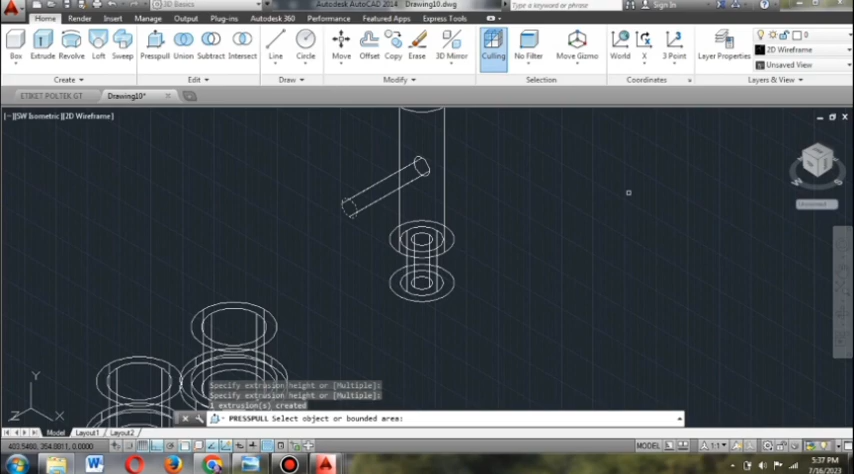 3D Basics
Autodesk AutoCAD 2014 Drawing10.dwg
Type a keyword or phrase
Sign In
Home Render Insert Manage Output Plug-ins Autodesk 360 Performance Featured Apps Express Tools
Box Extrude Revolve Loft Sweep Presspull Union Subtract Intersect Line Circle Move Offset Copy Erase 3D Mirror Culling No Filter Move Gizmo World X 3 Point Layer Properties
0
2D Wireframe
Unsaved View
Create Edit Draw Modify Selection Coordinates Layers & View
ETIKET POLTEK GT Drawing10*
[−][SW Isometric][2D Wireframe]
Unnamed
Y
Z X
Specify extrusion height or [Multiple]:
Specify extrusion height or [Multiple]:
1 extrusion(s) created
PRESSPULL Select object or bounded area:
Model Layout1 Layout2
MODEL 1:1
5:37 PM
7/16/2023